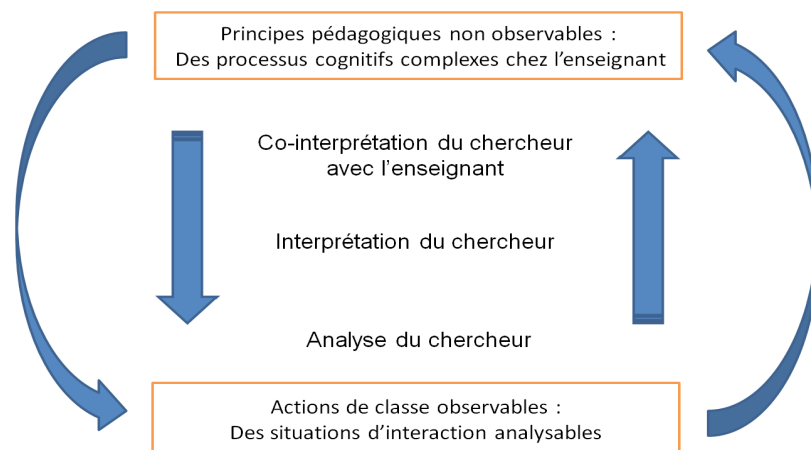 Principes pédagogiques non observables :
Des processus cognitifs complexes chez l’enseignant
Co-interprétation du chercheur
avec l’enseignant
Interprétation du chercheur
Analyse du chercheur
Actions de classe observables :
Des situations d’interaction analysables